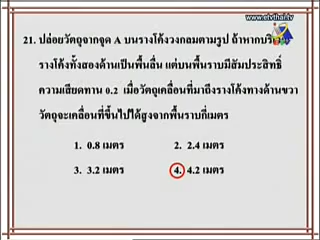 www.etvthai.tv
21. ปล่อยวัตถุจากจุด A บนรางโค้งวงกลมตามรูป ถ้าหากบริเวณ
รางโค้งทั้งสองด้านเป็นพื้นลื่น แต่บนพื้นราบมีสัมประสิทธิ์
ความเสียดทาน 0.2 เมื่อวัตถุเคลื่อนที่มาถึงรางโค้งทางด้านขวา
วัตถุจะเคลื่อนที่ขึ้นไปได้สูงจากพื้นราบกี่เมตร
1. 0.8 เมตร 2. 2.4 เมตร
3. 3.2 เมตร 4. 4.2 เมตร